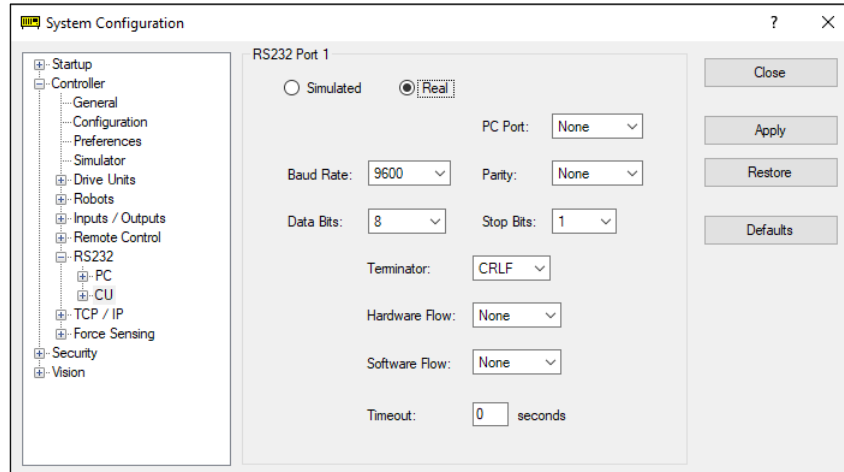 System Configuration
?
Startup
Controller
General
Configuration
Preferences
Simulator
Drive Units
Robots
Inputs / Outputs
Remote Control
RS232
PC
CU
TCP / IP
Force Sensing
Security
Vision
RS232 Port 1
Simulated Real
PC Port: None
Baud Rate: 9600 Parity: None
Data Bits: 8 Stop Bits: 1
Terminator: CRLF
Hardware Flow: None
Software Flow: None
Timeout: 0 seconds
Close
Apply
Restore
Defaults